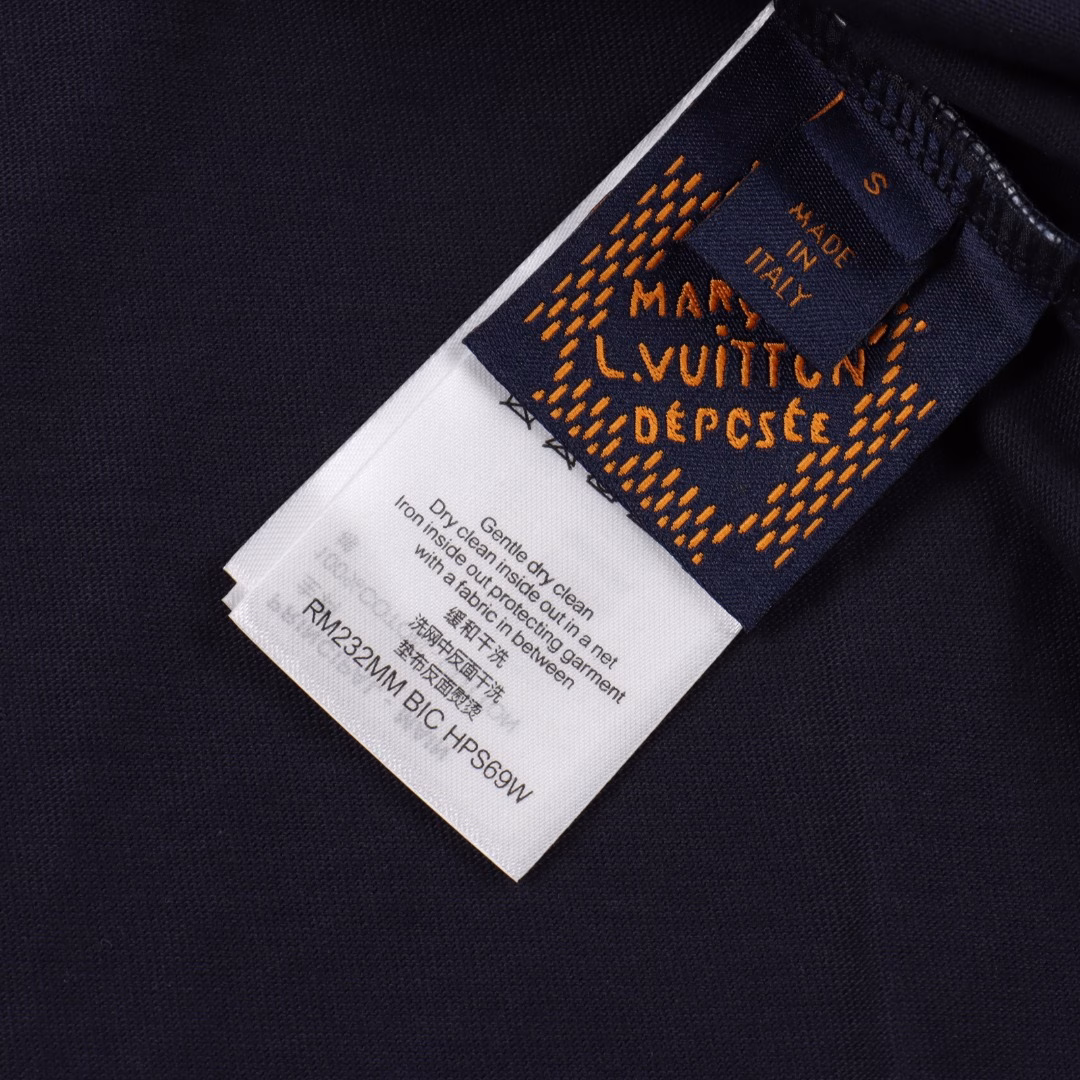 S
MADE
IN
ITALY
L.VUITTON
DÉPOSÉE
Gentle dry clean
Dry clean inside out in a net
Iron inside out protecting garment
with a fabric in between
缓和干洗
洗网中反面干洗
垫布反面熨烫
RM232MM BIC HPS69W